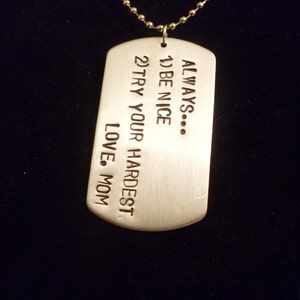 ALWAYS...
1) BE NICE
2) TRY YOUR HARDEST
LOVE, MOM